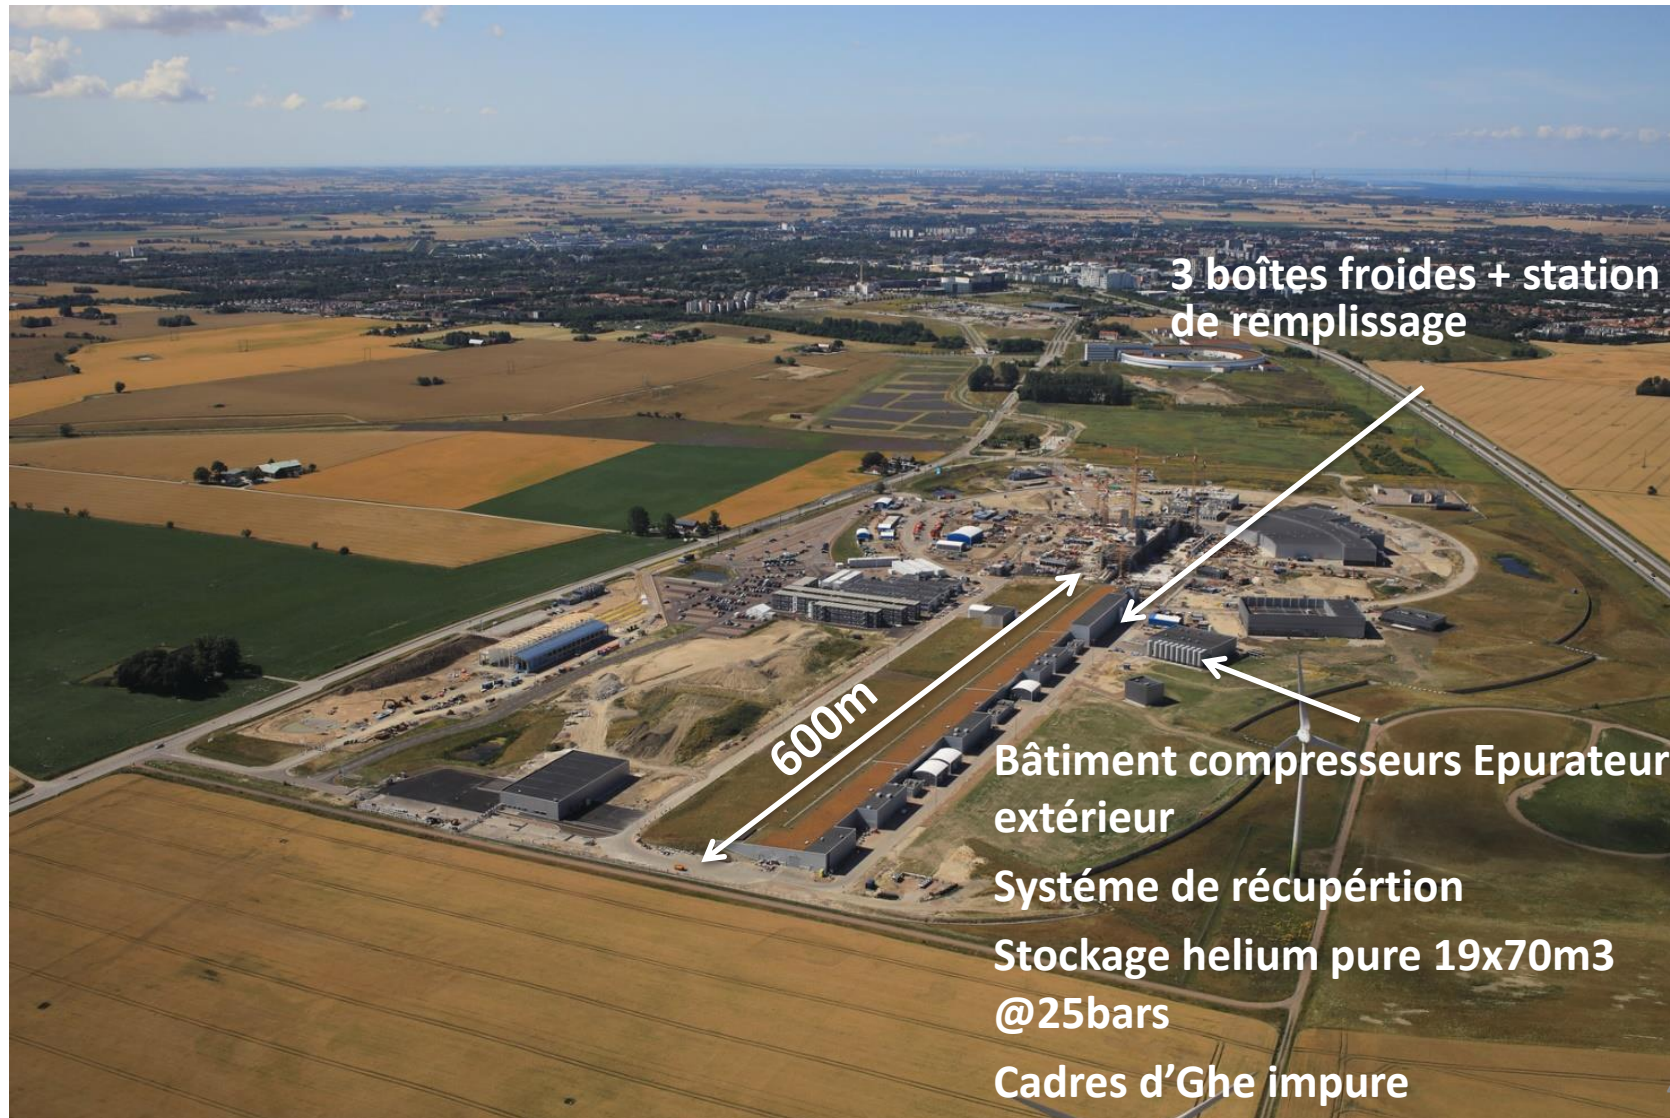 3 boîtes froides + station
de remplissage
600m
Bâtiment compresseurs Epurateur
extérieur
Systéme de récupértion
Stockage helium pure 19x70m3
@25bars
Cadres d’Ghe impure